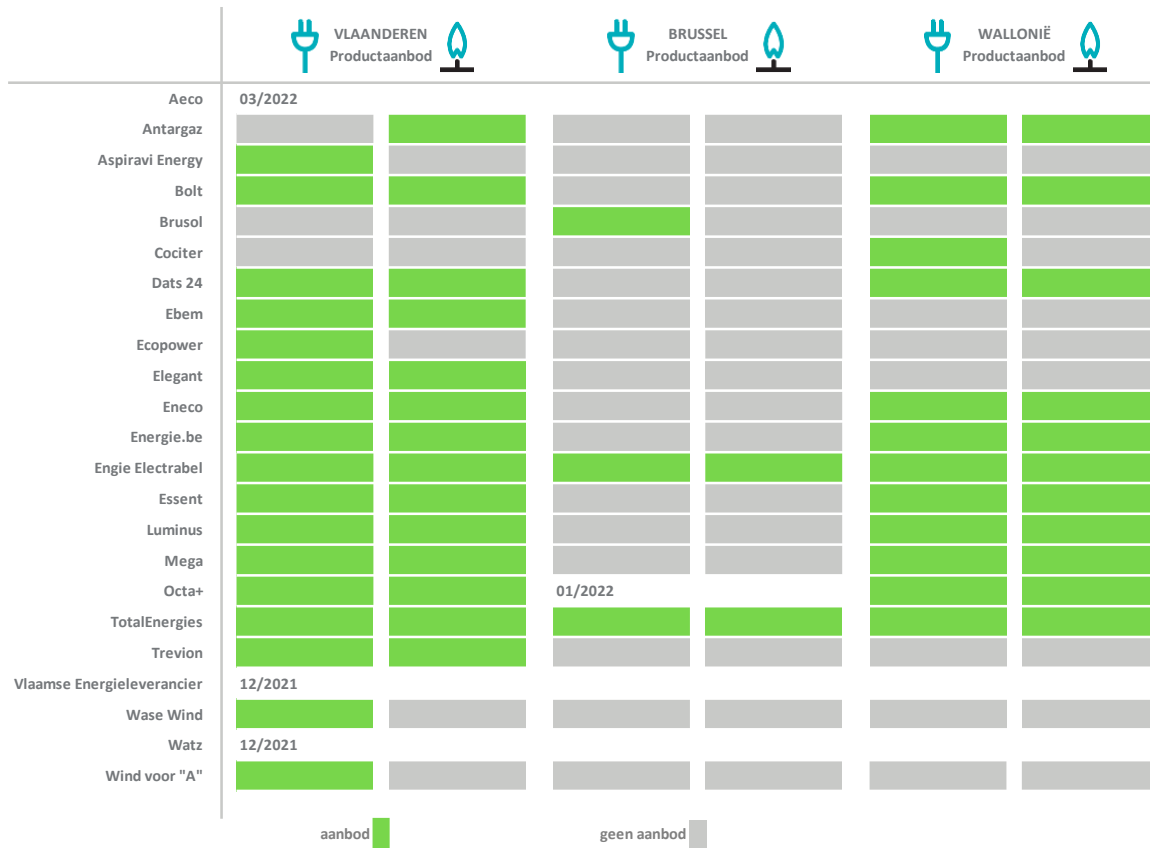 VLAANDEREN
Productaanbod
BRUSSEL
Productaanbod
WALLONIË
Productaanbod
Aeco 03/2022
Antargaz
Aspiravi Energy
Bolt
Brusol
Cociter
Dats 24
Ebem
Ecopower
Elegant
Eneco
Energie.be
Engie Electrabel
Essent
Luminus
Mega
Octa+ 01/2022
TotalEnergies
Trevion
Vlaamse Energieleverancier 12/2021
Wase Wind
Watz 12/2021
Wind voor "A"
aanbod geen aanbod